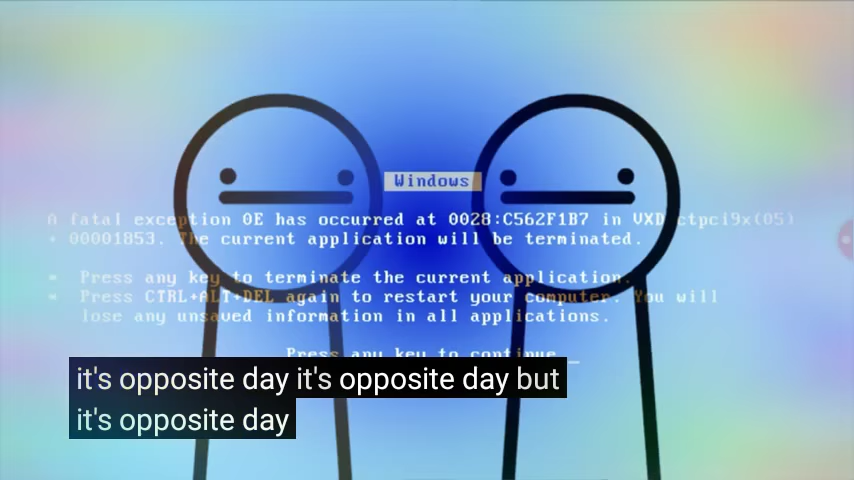 Windows
A fatal exception 0E has occurred at 0028:C562F1B7 in VXD ctpci9x(05)
+ 00001853. The current application will be terminated.
* Press any key to terminate the current application.
* Press CTRL+ALT+DEL again to restart your computer. You will
lose any unsaved information in all applications.
Press any key to continue _
it's opposite day it's opposite day but
it's opposite day